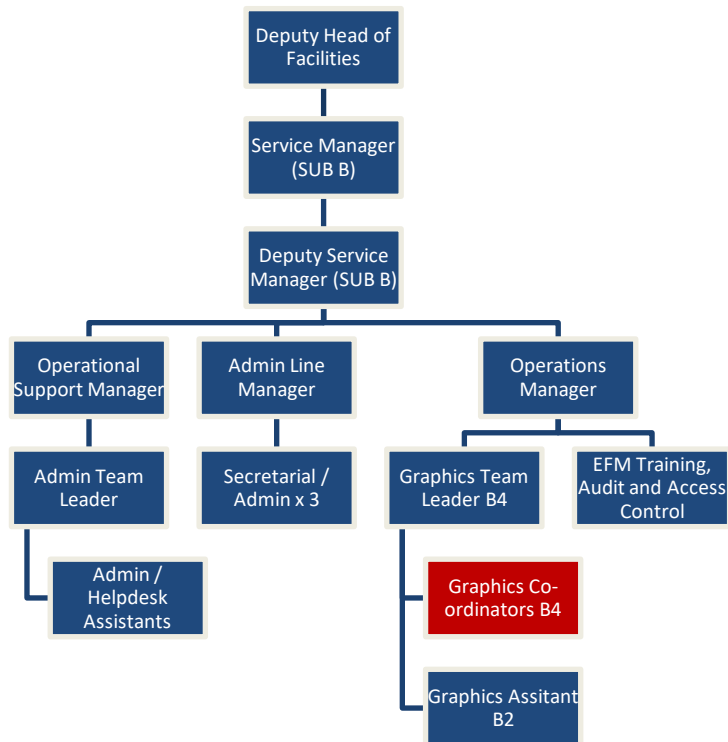 Deputy Head of
Facilities
Service Manager
(SUB B)
Deputy Service
Manager (SUB B)
Operational
Support Manager
Admin Line
Manager
Operations
Manager
Admin Team
Leader
Secretarial /
Admin x 3
Graphics Team
Leader B4
EFM Training,
Audit and Access
Control
Admin /
Helpdesk
Assistants
Graphics Co-
ordinators B4
Graphics Assitant
B2